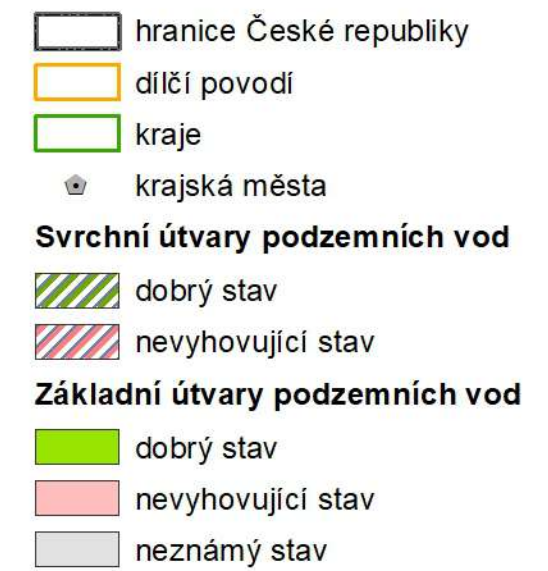 hranice České republiky
dílčí povodí
kraje
krajská města
Svrchní útvary podzemních vod
dobrý stav
nevyhovující stav
Základní útvary podzemních vod
dobrý stav
nevyhovující stav
neznámý stav